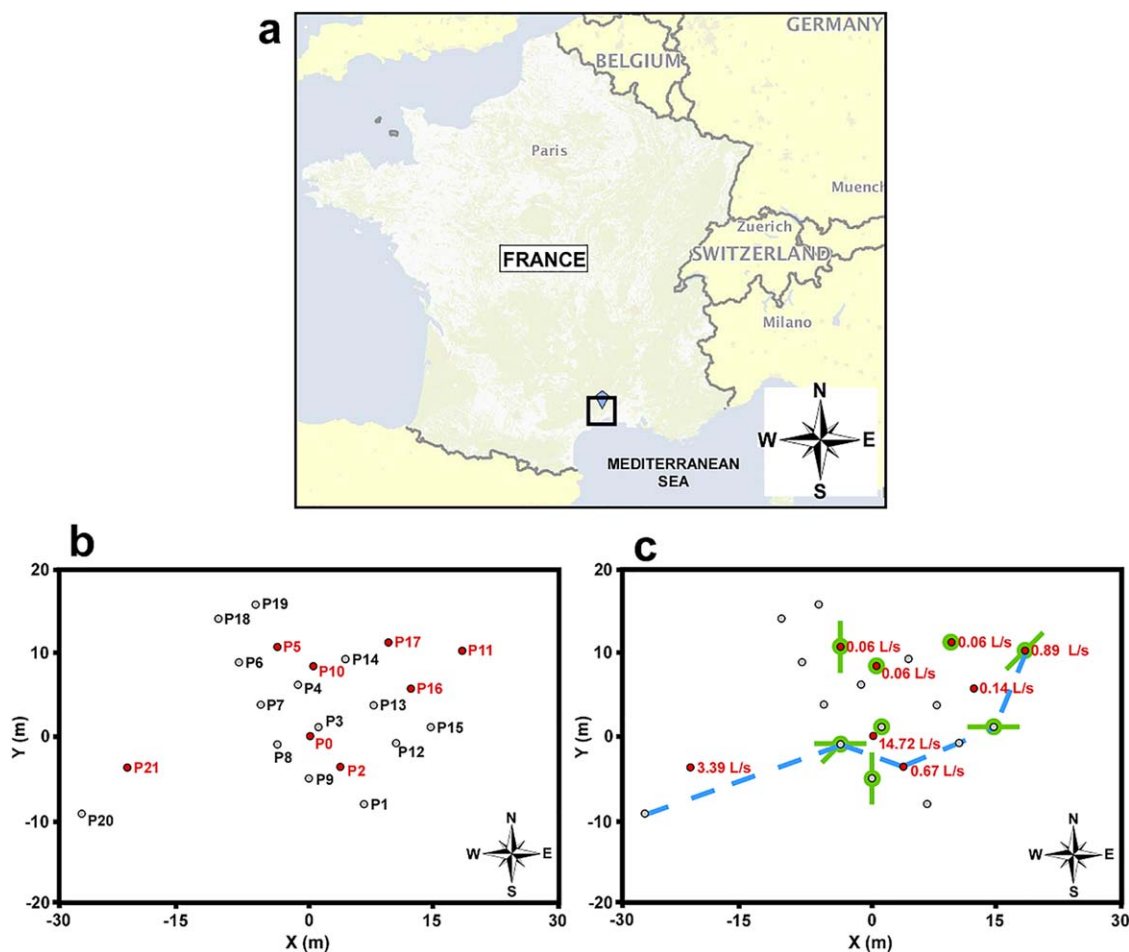 a
GERMANY
BELGIUM
Paris
Muench
Zuerich
SWITZERLAND
FRANCE
Milano
N
W E
S
MEDITERRANEAN
SEA
b
20
10
0
-10
-20
Y (m)
-30 -15 0 15 30
X (m)
P19
P18
P5
P17
P11
P6
P10
P14
P4
P16
P7
P3
P13
P15
P0
P8
P12
P21
P2
P9
P1
P20
N
W E
S
c
20
10
0
-10
-20
Y (m)
-30 -15 0 15 30
X (m)
0.06 L/s
0.06 L/s
0.89 L/s
0.06 L/s
0.14 L/s
14.72 L/s
3.39 L/s
0.67 L/s
N
W E
S